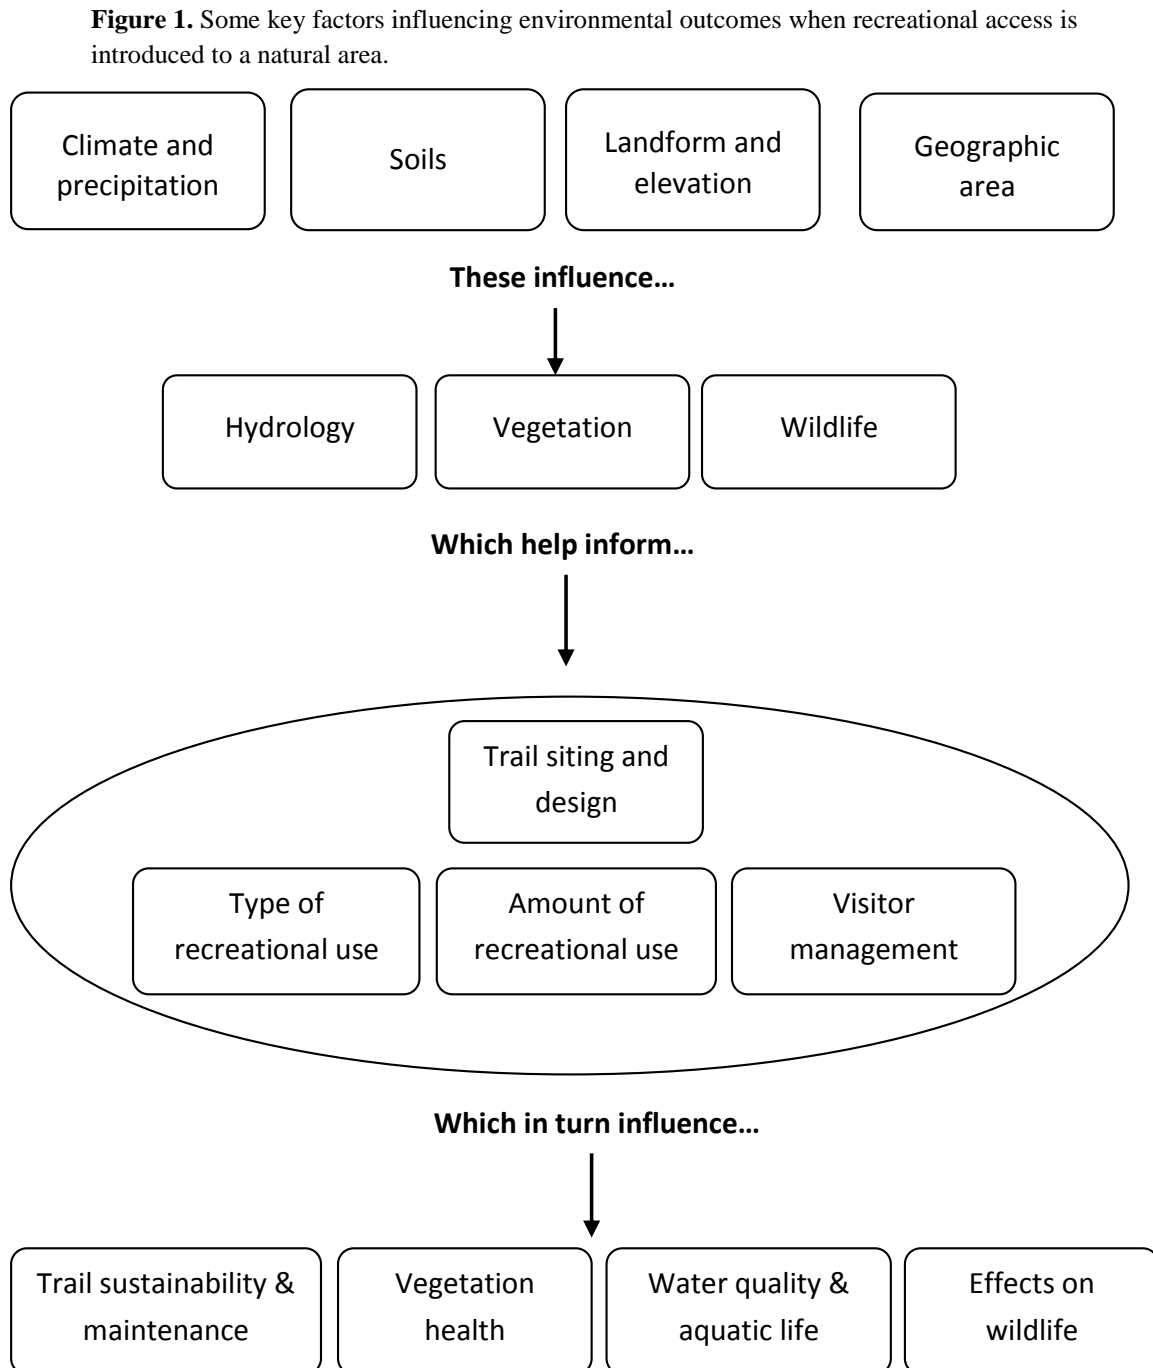 Figure 1. Some key factors influencing environmental outcomes when recreational access is
introduced to a natural area.
Climate and
precipitation
Soils
Landform and
elevation
Geographic
area
These influence...
Hydrology
Vegetation
Wildlife
Which help inform...
Trail siting and
design
Type of
recreational use
Amount of
recreational use
Visitor
management
Which in turn influence...
Trail sustainability &
maintenance
Vegetation
health
Water quality &
aquatic life
Effects on
wildlife